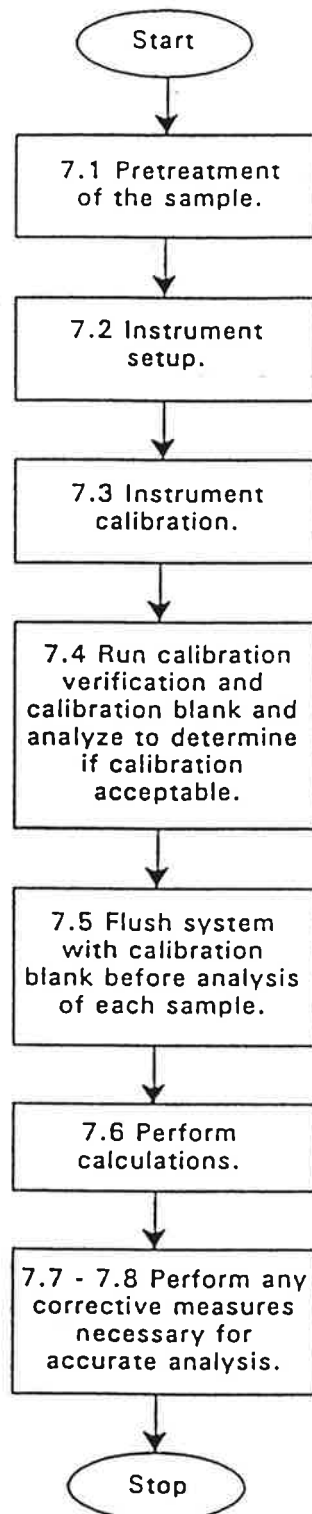 Start
7.1 Pretreatment
of the sample.
7.2 Instrument
setup.
7.3 Instrument
calibration.
7.4 Run calibration
verification and
calibration blank and
analyze to determine
if calibration
acceptable.
7.5 Flush system
with calibration
blank before analysis
of each sample.
7.6 Perform
calculations.
7.7 - 7.8 Perform any
corrective measures
necessary for
accurate analysis.
Stop